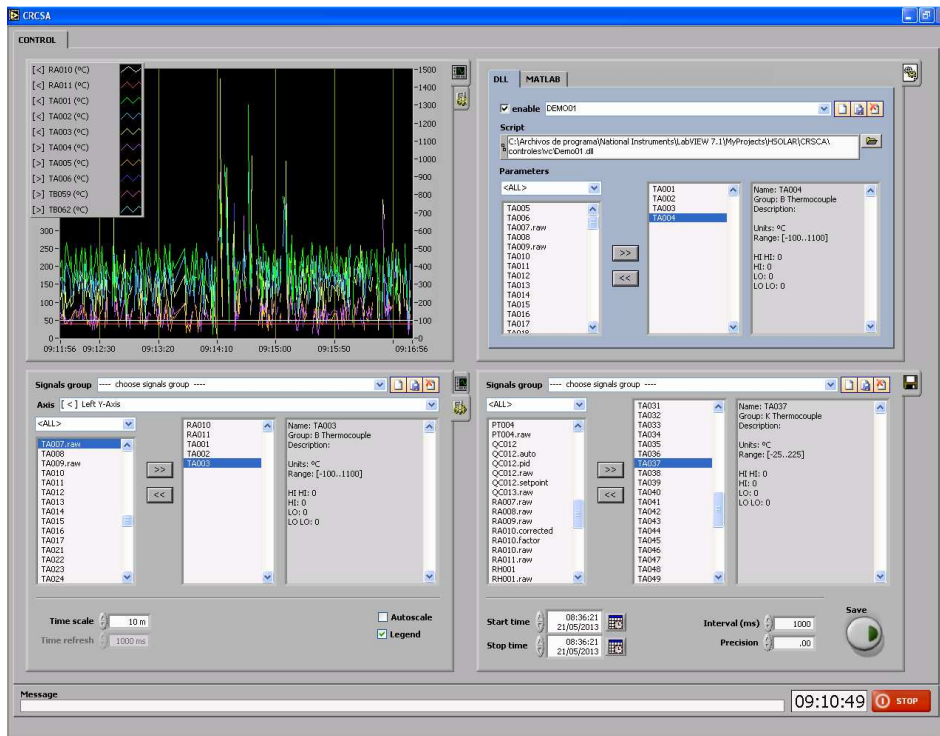 CRCSA
CONTROL
[<] RA010 (ºC)
[<] RA011 (ºC)
[<] TA001 (ºC)
[<] TA002 (ºC)
[<] TA003 (ºC)
[>] TA004 (ºC)
[>] TA005 (ºC)
[>] TA006 (ºC)
[>] TB059 (ºC)
[>] TB062 (ºC)
300
250
200
150
100
50
0
1500
1400
1300
1200
1100
1000
900
800
700
600
500
400
300
200
100
0
09:11:56 09:12:30 09:13:20 09:14:10 09:15:00 09:15:50 09:16:56
DLL MATLAB
enable DEMO01
Script
C:\Archivos de programa\National Instruments\LabVIEW 7.1\MyProjects\HSOLAR\CRSCA\
controles\vc\Demo01.dll
Parameters
<ALL>
TA005
TA006
TA007.raw
TA008
TA009.raw
TA010
TA011
TA012
TA013
TA014
TA015
TA016
TA017
TA018
>>
<<
TA001
TA002
TA003
TA004
Name: TA004
Group: B Thermocouple
Description:
Units: ºC
Range: [-100..1100]
HI HI: 0
HI: 0
LO: 0
LO LO: 0
Signals group ---- choose signals group ----
Axis [ < ] Left Y-Axis
<ALL>
TA007.raw
TA008
TA009.raw
TA010
TA011
TA012
TA013
TA014
TA015
TA016
TA017
TA021
TA022
TA023
TA024
>>
<<
RA010
RA011
TA001
TA002
TA003
Name: TA003
Group: B Thermocouple
Description:
Units: ºC
Range: [-100..1100]
HI HI: 0
HI: 0
LO: 0
LO LO: 0
Time scale 10 m
Time refresh 1000 ms
Autoscale
Legend
Signals group ---- choose signals group ----
<ALL>
PT004
PT004.raw
QC012
QC012.auto
QC012.pid
QC012.raw
QC012.setpoint
QC013.raw
RA007.raw
RA008.raw
RA009.raw
RA010.corrected
RA010.factor
RA010.raw
RA011.raw
RH001
RH001.raw
>>
<<
TA031
TA032
TA033
TA034
TA035
TA036
TA037
TA038
TA039
TA040
TA041
TA042
TA043
TA044
TA045
TA046
TA047
TA048
TA049
Name: TA037
Group: K Thermocouple
Description:
Units: ºC
Range: [-25..225]
HI HI: 0
HI: 0
LO: 0
LO LO: 0
Start time 08:36:21
21/05/2013
Stop time 08:36:21
21/05/2013
Interval (ms) 1000
Precision .00
Save
Message
09:10:49
STOP